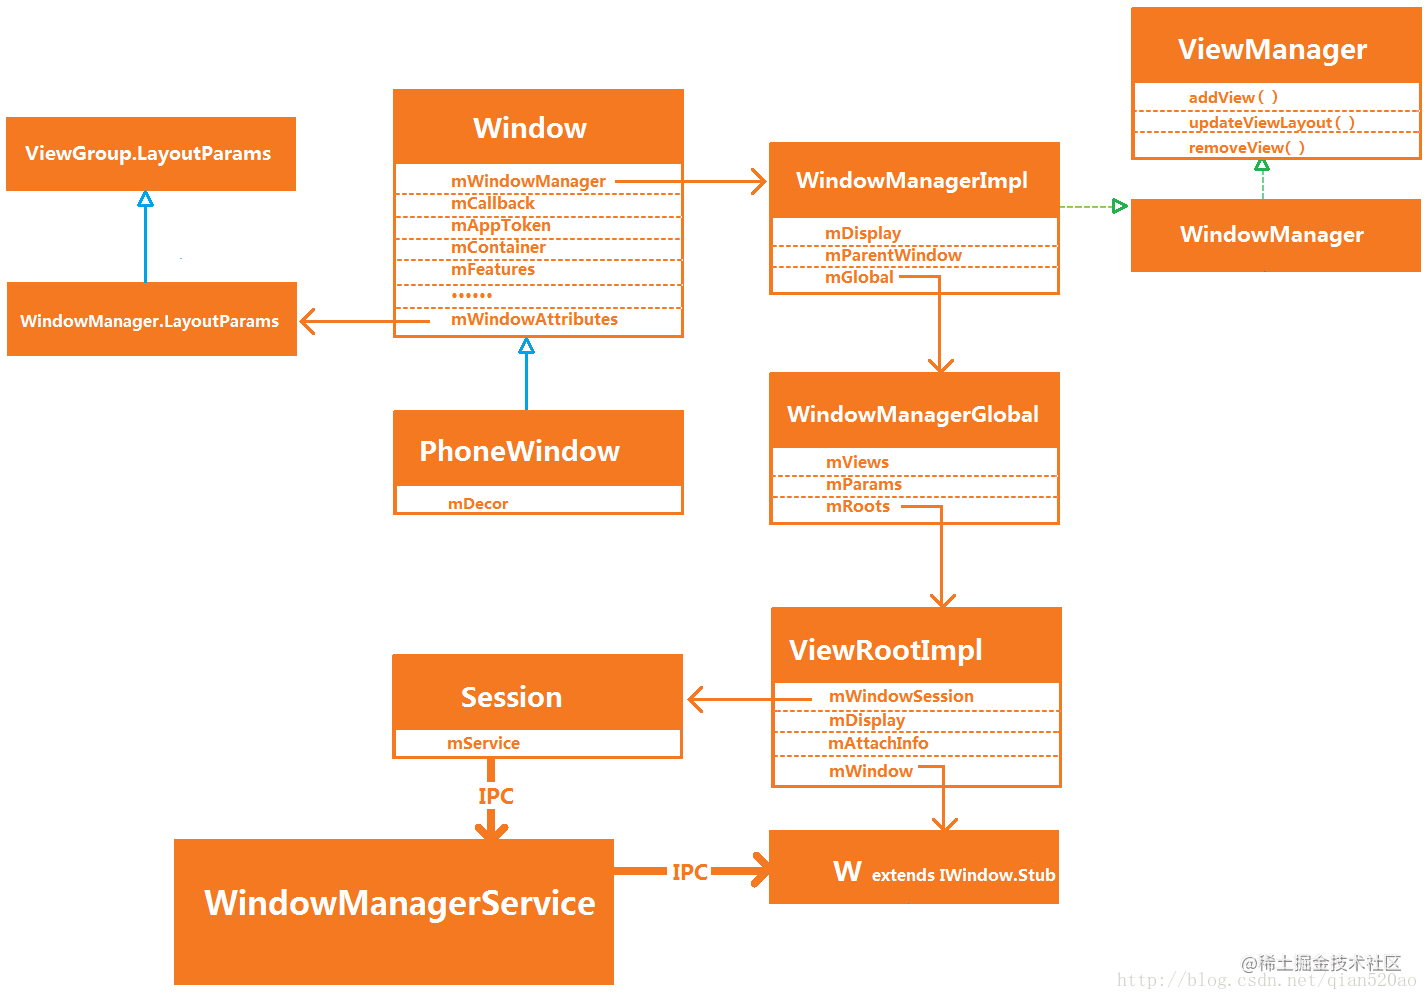 ViewManager
addView( )
updateViewLayout( )
removeView( )
Window
mWindowManager
mCallback
mAppToken
mContainer
mFeatures
······
mWindowAttributes
ViewGroup.LayoutParams
WindowManagerImpl
mDisplay
mParentWindow
mGlobal
WindowManager
WindowManager.LayoutParams
PhoneWindow
mDecor
WindowManagerGlobal
mViews
mParams
mRoots
ViewRootImpl
mWindowSession
mDisplay
mAttachInfo
mWindow
Session
mService
IPC
WindowManagerService
IPC
W extends IWindow.Stub
@稀土掘金技术社区
http://blog.csdn.net/qian520ao